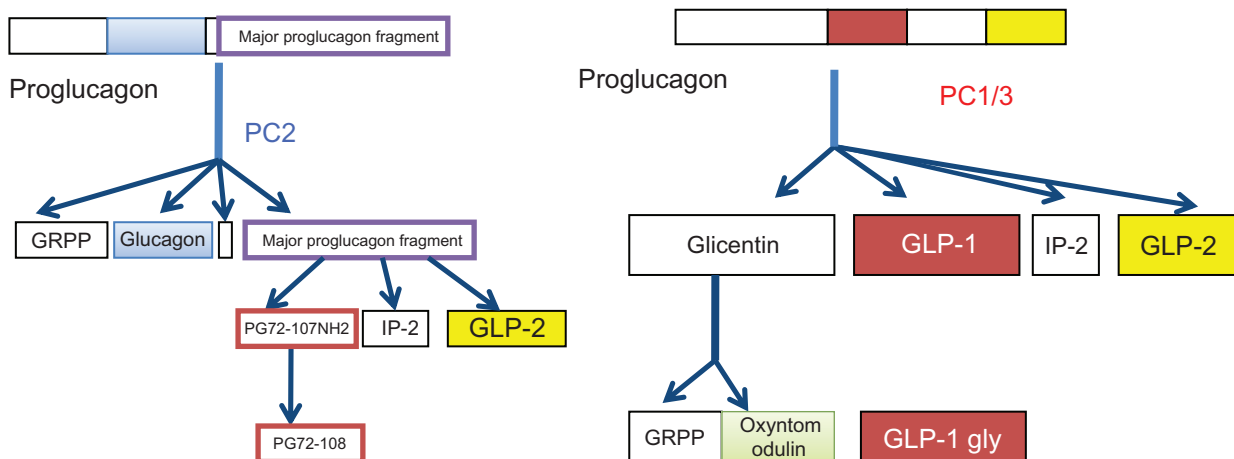 Major proglucagon fragment
Proglucagon
PC2
GRPP
Glucagon
Major proglucagon fragment
PG72-107NH2
IP-2
GLP-2
PG72-108
Proglucagon
PC1/3
Glicentin
GLP-1
IP-2
GLP-2
GRPP
Oxyntom
odulin
GLP-1 gly